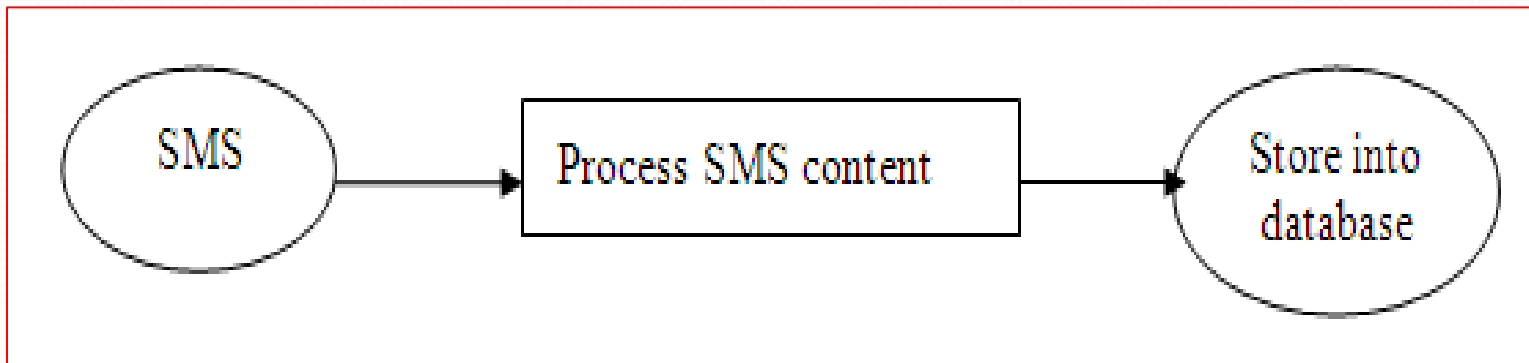 SMS
Process SMS content
Store into
database